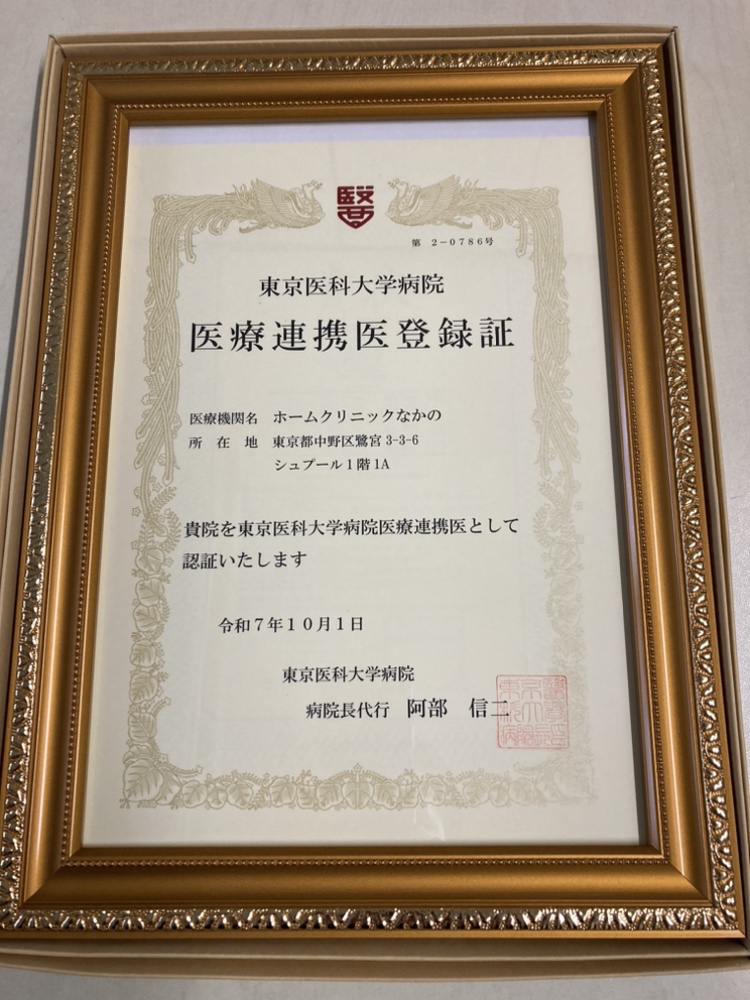 醫
第 2-0786号
東京医科大学病院
医療連携医登録証
医療機関名 ホームクリニックなかの
所在地 東京都中野区鷺宮 3-3-6
シュプール1階 1A
貴院を東京医科大学病院医療連携医として
認証いたします
令和7年10月1日
東京医科大学病院
病院長代行 阿部 信二